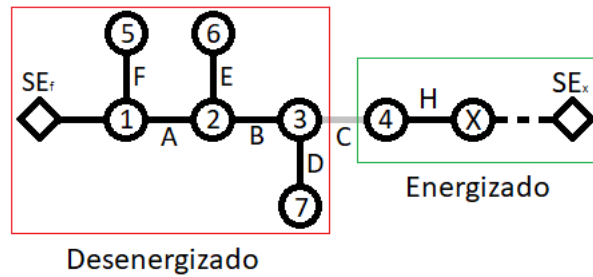 5 6
SEf F E SEx
H
1 2 3 4 X
A B C
D
7
Energizado
Desenergizado